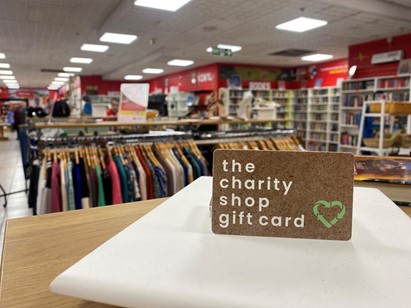 the
charity
shop
gift card